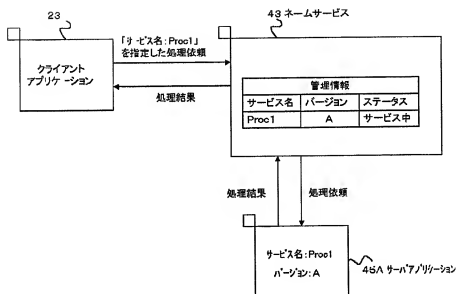 23
43 ネームサービス
「サービス名:Proc1」
を指定した処理依頼
クライアント
アプリケーション
処理結果
管理情報
サービス名 バージョン ステータス
Proc1 A サービス中
処理結果 処理依頼
サービス名:Proc1
バージョン:A
46A サーバアプリケーション